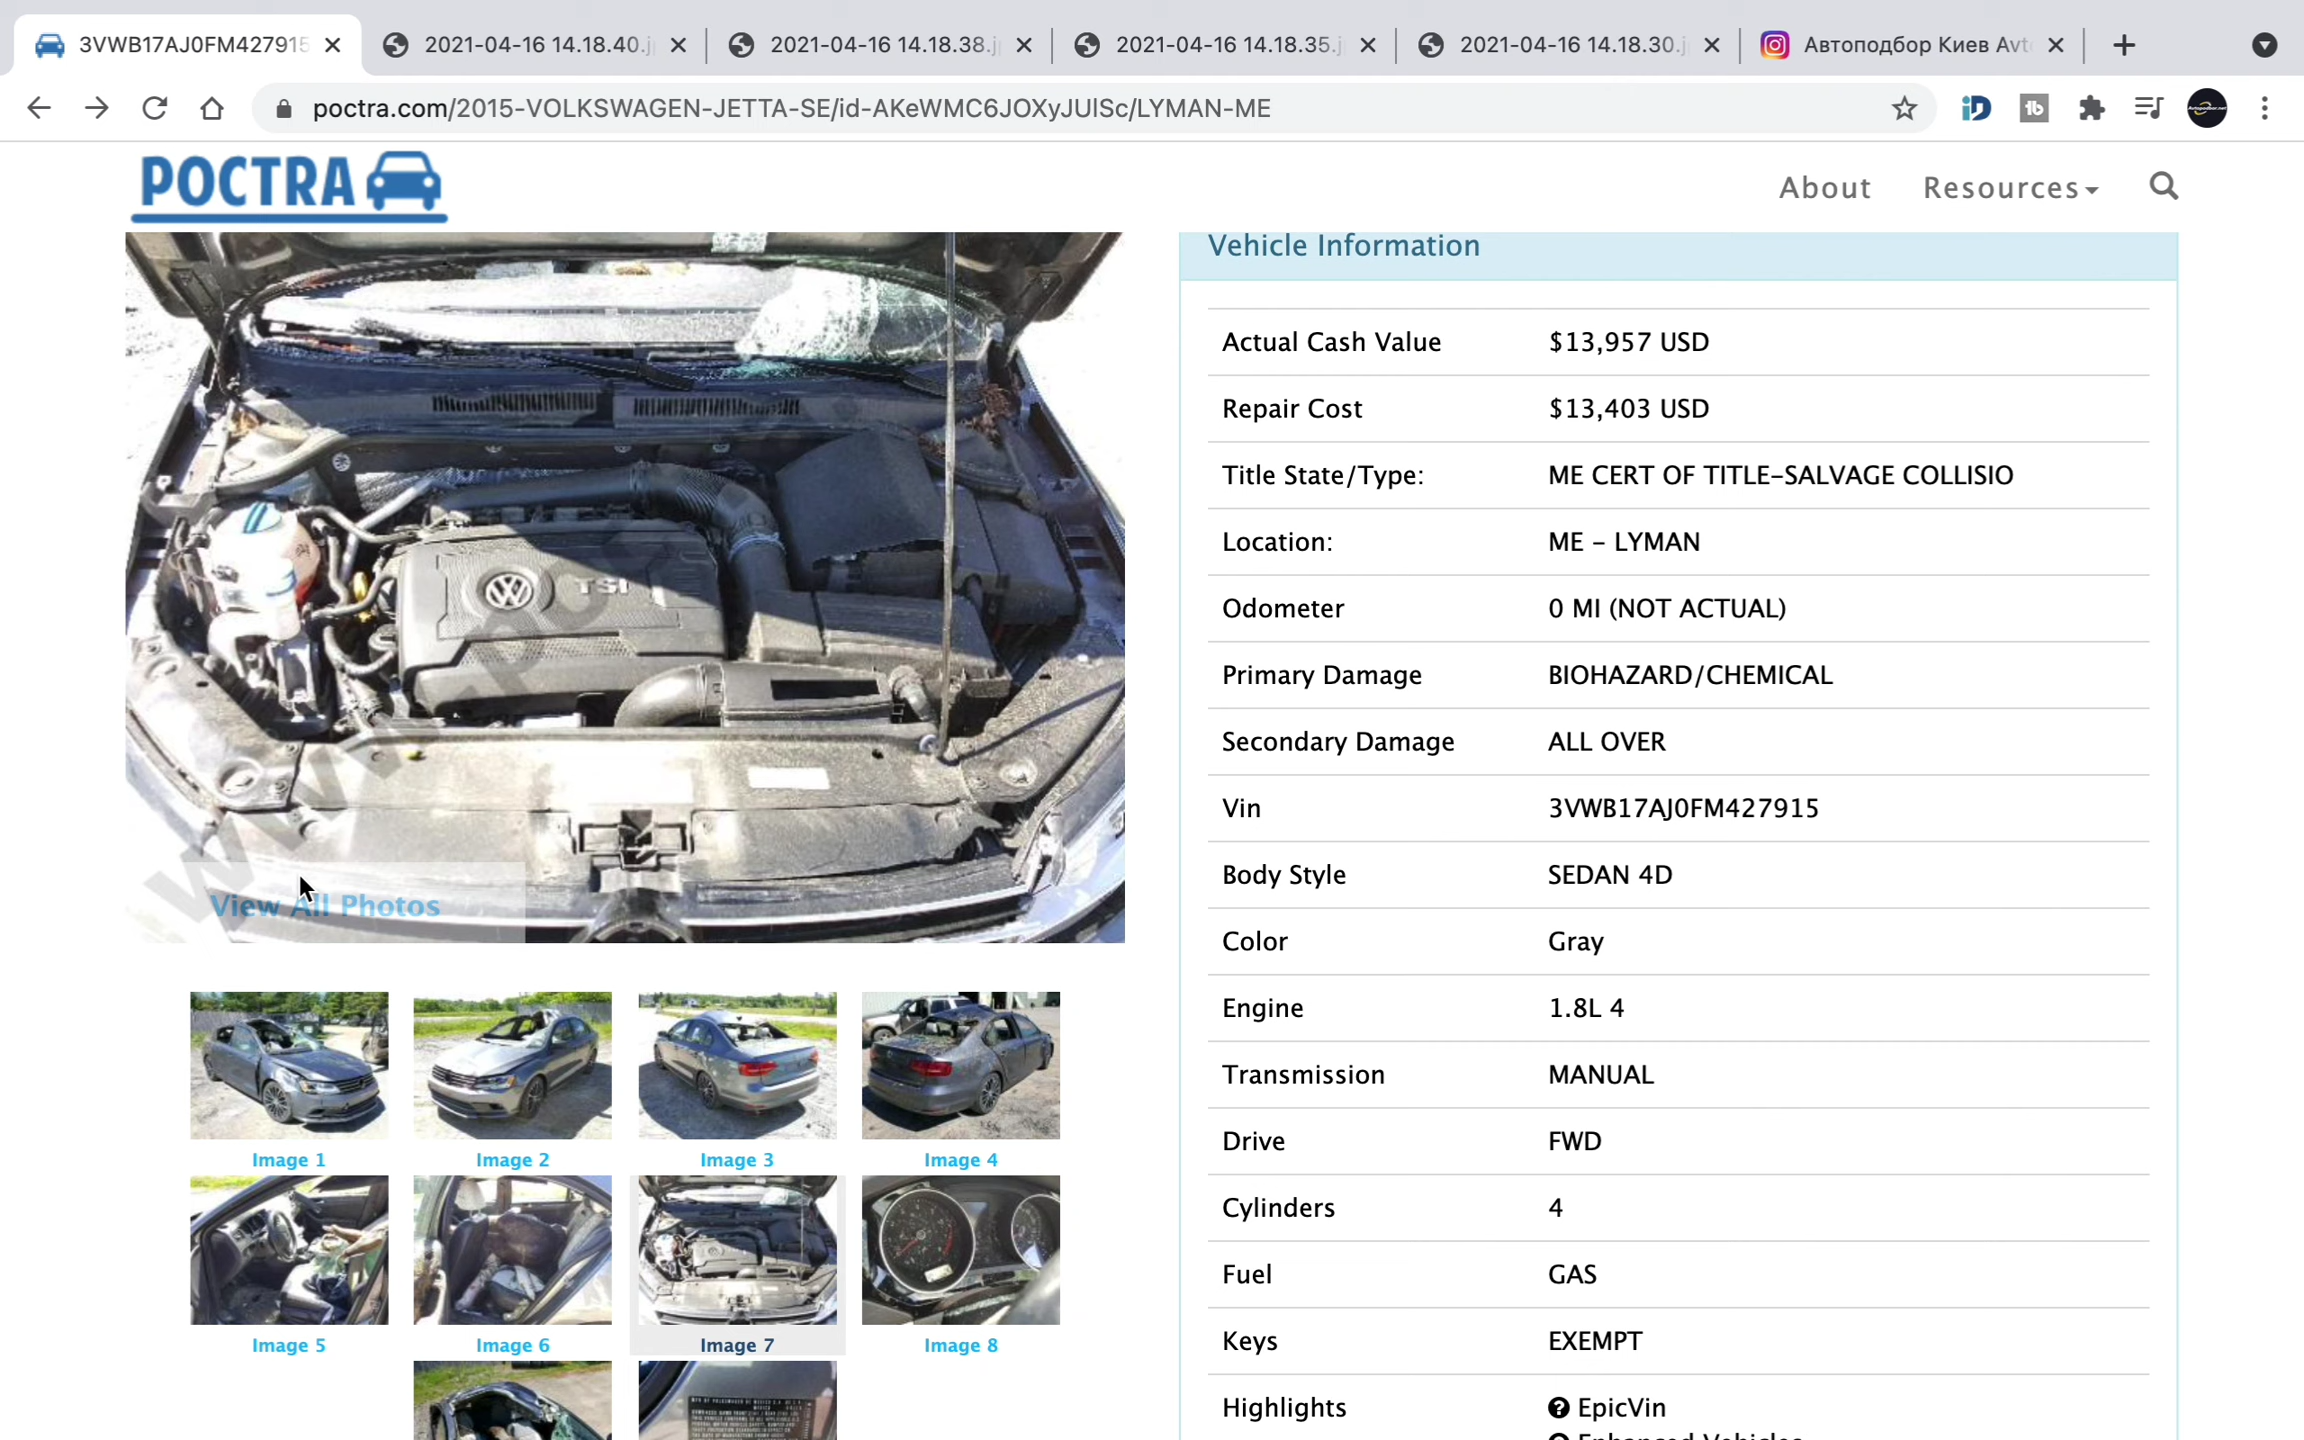 3VWB17AJ0FM427915
2021-04-16 14.18.40.j
2021-04-16 14.18.38.j
2021-04-16 14.18.35.j
2021-04-16 14.18.30.j
Автоподбор Киев Avt
poctra.com/2015-VOLKSWAGEN-JETTA-SE/id-AKeWMC6JOXyJUlSc/LYMAN-ME
POCTRA
About
Resources
TSI
View All Photos
Image 1
Image 2
Image 3
Image 4
Image 5
Image 6
Image 7
Image 8
Vehicle Information
Actual Cash Value $13,957 USD
Repair Cost $13,403 USD
Title State/Type: ME CERT OF TITLE-SALVAGE COLLISIO
Location: ME - LYMAN
Odometer 0 MI (NOT ACTUAL)
Primary Damage BIOHAZARD/CHEMICAL
Secondary Damage ALL OVER
Vin 3VWB17AJ0FM427915
Body Style SEDAN 4D
Color Gray
Engine 1.8L 4
Transmission MANUAL
Drive FWD
Cylinders 4
Fuel GAS
Keys EXEMPT
Highlights EpicVin
Enhanced Vehicles